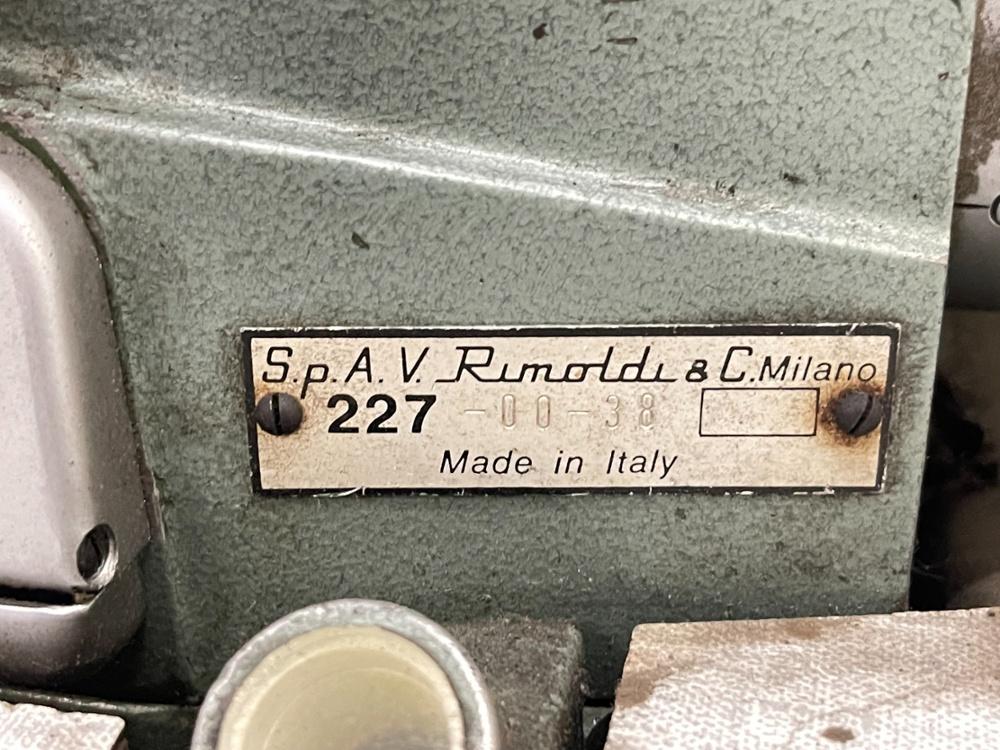 S.p.A. V. Rimoldi & C. Milano
227 -00-38
Made in Italy